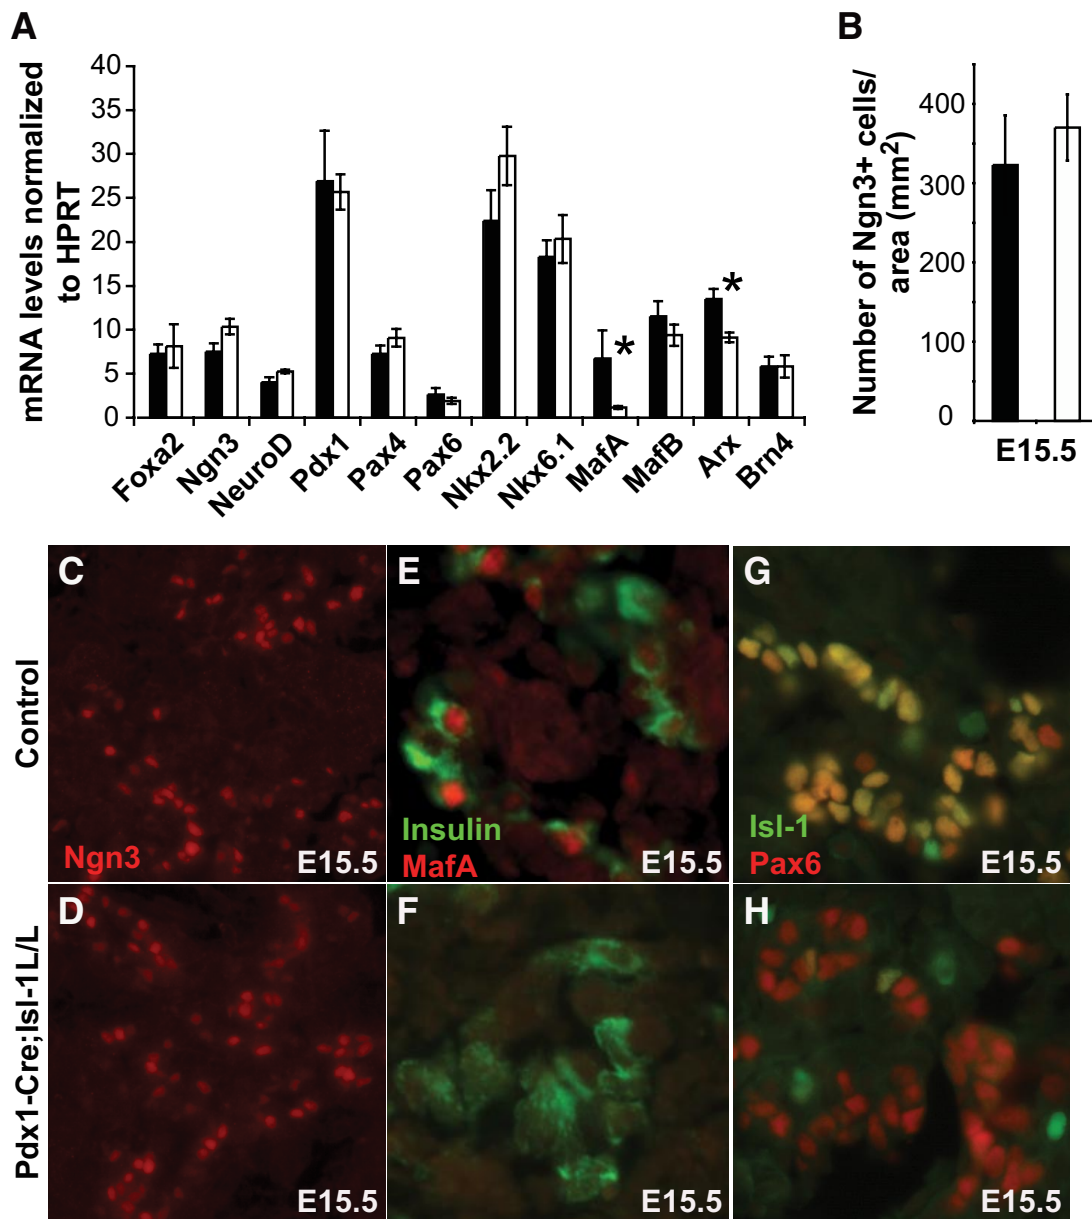 A
mRNA levels normalized
to HPRT
40
35
30
25
20
15
10
5
0
*
*
Foxa2
Ngn3
NeuroD
Pdx1
Pax4
Pax6
Nkx2.2
Nkx6.1
MafA
MafB
Arx
Brn4
B
Number of Ngn3+ cells/
area (mm2)
400
300
200
100
0
E15.5
Control
C
Ngn3
E15.5
E
Insulin
MafA
E15.5
G
Isl-1
Pax6
E15.5
Pdx1-Cre;Isl-1L/L
D
E15.5
F
E15.5
H
E15.5